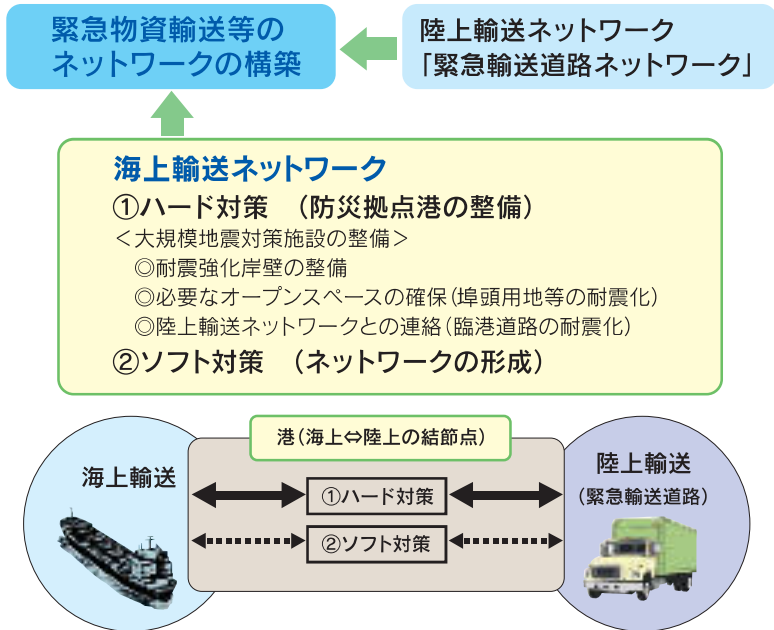 緊急物資輸送等の
ネットワークの構築
陸上輸送ネットワーク
「緊急輸送道路ネットワーク」
海上輸送ネットワーク
①ハード対策　（防災拠点港の整備）
＜大規模地震対策施設の整備＞
◎耐震強化岸壁の整備
◎必要なオープンスペースの確保（埠頭用地等の耐震化）
◎陸上輸送ネットワークとの連絡（臨港道路の耐震化）
②ソフト対策　（ネットワークの形成）
港（海上⇔陸上の結節点）
海上輸送
陸上輸送
（緊急輸送道路）
①ハード対策
②ソフト対策